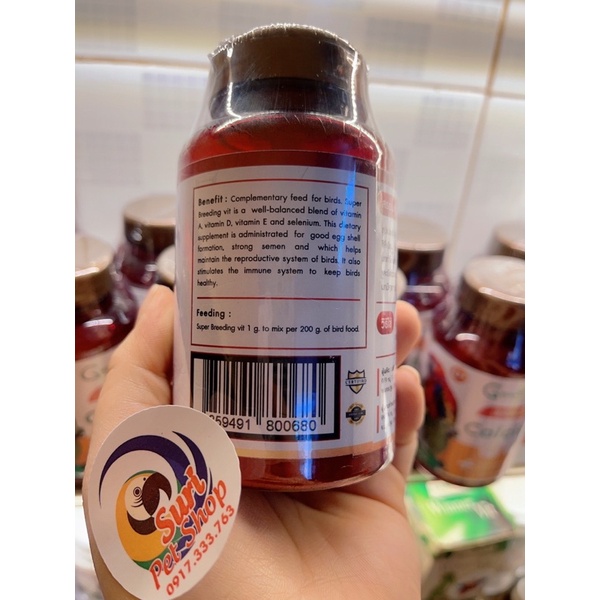 Benefit : Complementary feed for birds. Super
Breeding vit is a well-balanced blend of vitamin
A, vitamin D, vitamin E and selenium. This dietary
supplement is administrated for good egg shell
formation, strong semen and which helps
maintain the reproductive system of birds. It also
stimulates the immune system to keep birds
healthy.
Feeding :
Super Breeding vit 1 g. to mix per 200 g. of bird food.
59491 800680
CERTIFIED
Suri
Pet Shop
0917.333.763